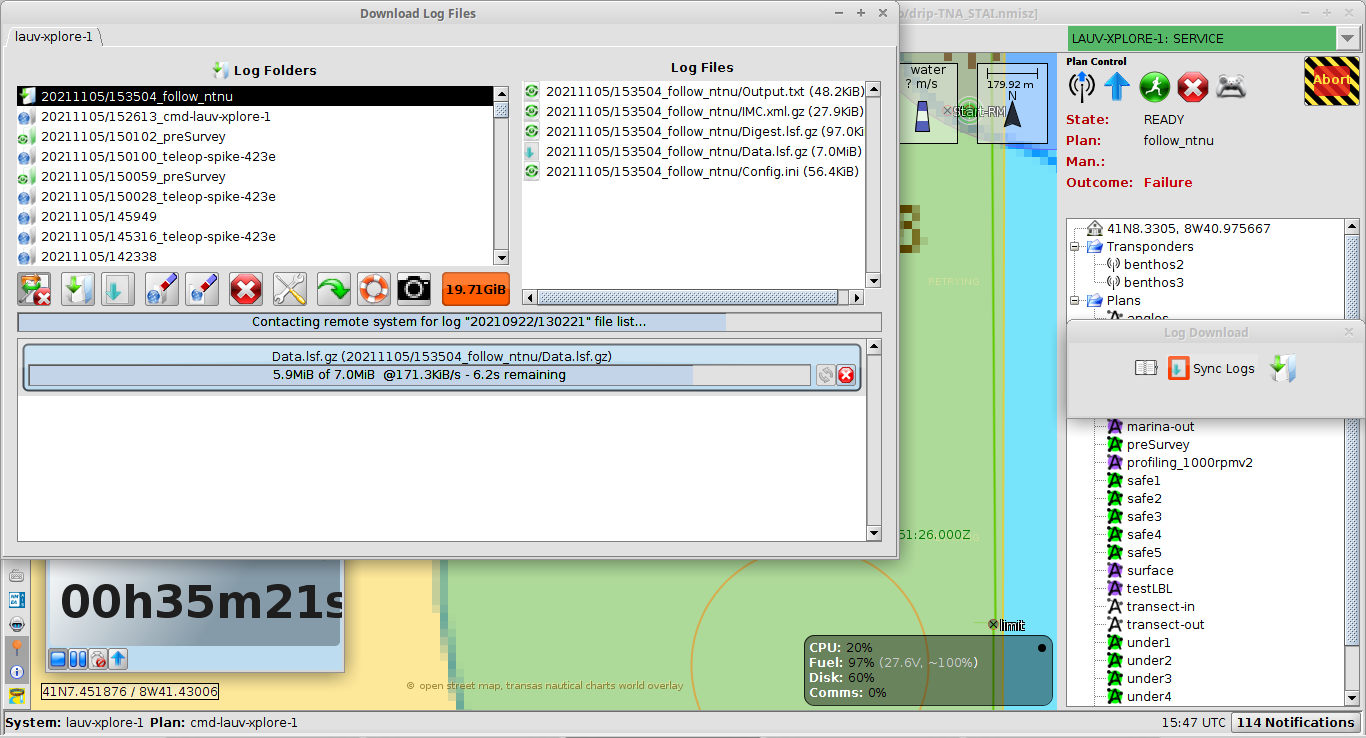 Download Log Files
o/drip-TNA_STAI.nmisz]
lauv-xplore-1
Log Folders
20211105/153504_follow_ntnu
20211105/152613_cmd-lauv-xplore-1
20211105/150102_preSurvey
20211105/150100_teleop-spike-423e
20211105/150059_preSurvey
20211105/150028_teleop-spike-423e
20211105/145949
20211105/145316_teleop-spike-423e
20211105/142338
Log Files
20211105/153504_follow_ntnu/Output.txt (48.2KiB)
20211105/153504_follow_ntnu/IMC.xml.gz (27.9KiB)
20211105/153504_follow_ntnu/Digest.lsf.gz (97.0Ki
20211105/153504_follow_ntnu/Data.lsf.gz (7.0MiB)
20211105/153504_follow_ntnu/Config.ini (56.4KiB)
19.71GiB
Contacting remote system for log "20210922/130221" file list...
Data.lsf.gz (20211105/153504_follow_ntnu/Data.lsf.gz)
5.9MiB of 7.0MiB @171.3KiB/s - 6.2s remaining
water
? m/s
179.92 m
N
Start-RM
RETRYING
51:26.000Z
limit
LAUV-XPLORE-1: SERVICE
Plan Control
Abort
State: READY
Plan: follow_ntnu
Man.:
Outcome: Failure
41N8.3305, 8W40.975667
Transponders
benthos2
benthos3
Plans
angles
Log Download
Sync Logs
marina-out
preSurvey
profiling_1000rpmv2
safe1
safe2
safe3
safe4
safe5
surface
testLBL
transect-in
transect-out
under1
under2
under3
under4
00h35m21s
41N7.451876 / 8W41.43006
© open street map, transas nautical charts world overlay
CPU: 20%
Fuel: 97% (27.6V, ~100%)
Disk: 60%
Comms: 0%
System: lauv-xplore-1 Plan: cmd-lauv-xplore-1
15:47 UTC
114 Notifications